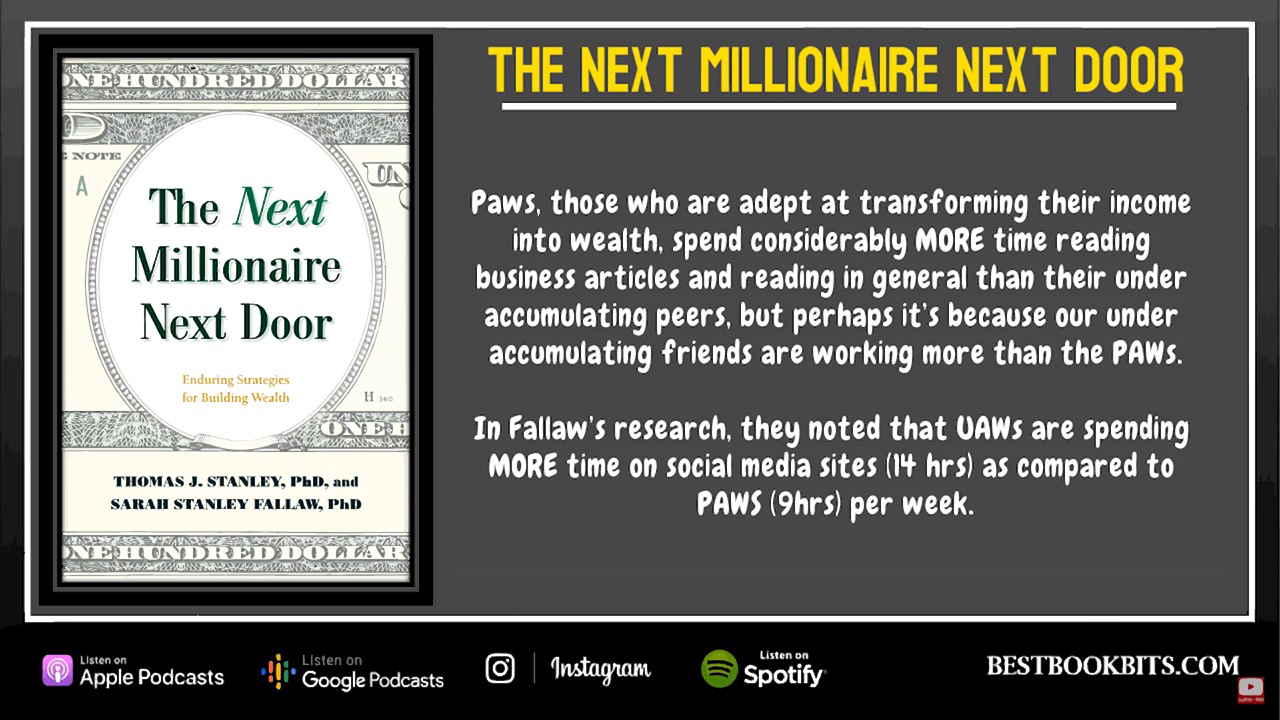 THE NEXT MILLIONAIRE NEXT DOOR
ONE HUNDRED DOLLAR
NOTE
A
The Next
Millionaire
Next Door
Enduring Strategies
for Building Wealth
H 360
ONE H
THOMAS J. STANLEY, PhD, and
SARAH STANLEY FALLAW, PhD
ONE HUNDRED DOLLAR
Paws, those who are adept at transforming their income
into wealth, spend considerably MORE time reading
business articles and reading in general than their under
accumulating peers, but perhaps it's because our under
accumulating friends are working more than the PAWs.
In Fallaw's research, they noted that UAWs are spending
MORE time on social media sites (14 hrs) as compared to
PAWS (9hrs) per week.
Listen on
Apple Podcasts
Listen on
Google Podcasts
Instagram
Listen on
Spotify
BESTBOOKBITS.COM